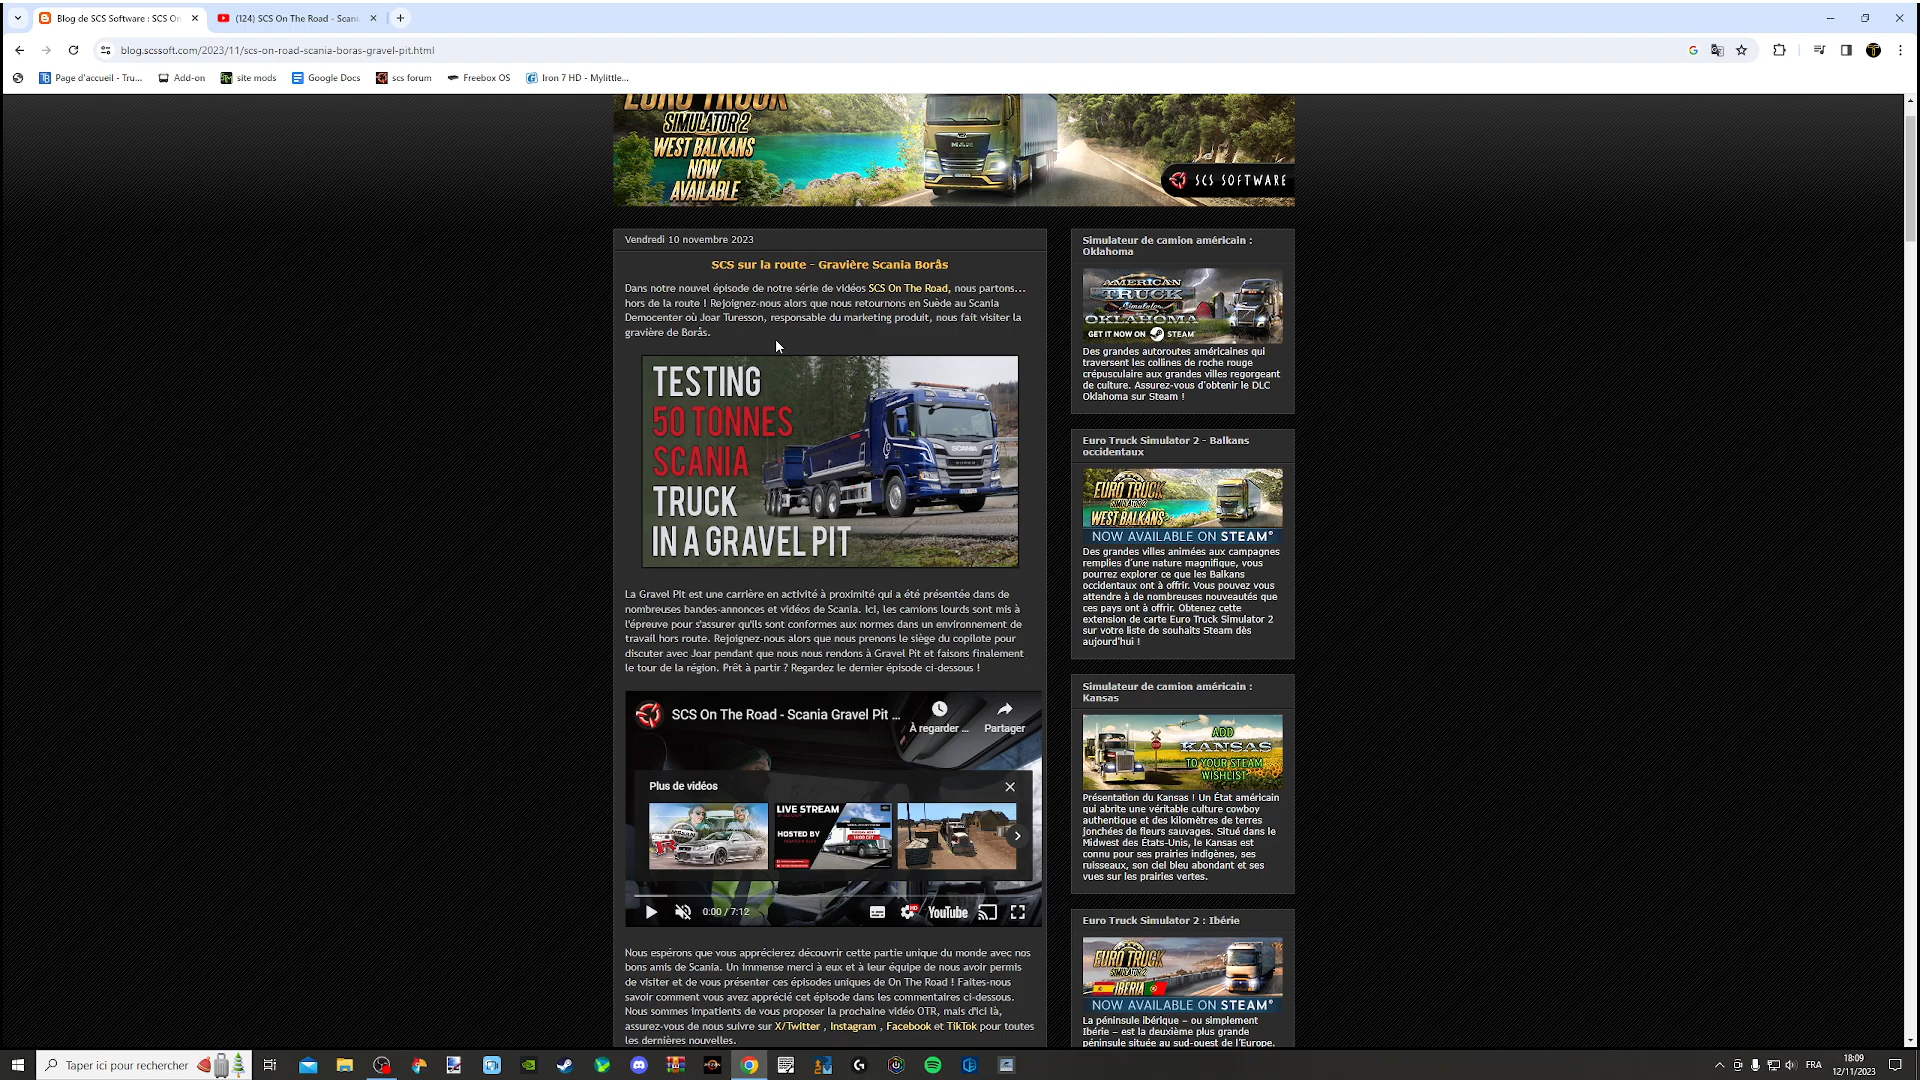 Blog de SCS Software : SCS On
(124) SCS On The Road - Scania
blog.scssoft.com/2023/11/scs-on-road-scania-boras-gravel-pit.html
Page d'accueil - Tru...
Add-on
site mods
Google Docs
scs forum
Freebox OS
Iron 7 HD - Mylittle...
EURO TRUCK
SIMULATOR 2
WEST BALKANS
NOW
AVAILABLE
MAN
SCS SOFTWARE
Vendredi 10 novembre 2023
SCS sur la route - Gravière Scania Borås
Dans notre nouvel épisode de notre série de vidéos SCS On The Road, nous partons...
hors de la route ! Rejoignez-nous alors que nous retournons en Suède au Scania
Democenter où Joar Turesson, responsable du marketing produit, nous fait visiter la
gravière de Borås.
TESTING
50 TONNES
SCANIA
TRUCK
IN A GRAVEL PIT
SCANIA
SUPER
La Gravel Pit est une carrière en activité à proximité qui a été présentée dans de
nombreuses bandes-annonces et vidéos de Scania. Ici, les camions lourds sont mis à
l'épreuve pour s'assurer qu'ils sont conformes aux normes dans un environnement de
travail hors route. Rejoignez-nous alors que nous prenons le siège du copilote pour
discuter avec Joar pendant que nous nous rendons à Gravel Pit et faisons finalement
le tour de la région. Prêt à partir ? Regardez le dernier épisode ci-dessous !
SCS On The Road - Scania Gravel Pit ...
À regarder ...
Partager
Plus de vidéos
NISSAN
LIVE STREAM
HOSTED BY
0:00 / 7:12
HD
YouTube
Nous espérons que vous apprécierez découvrir cette partie unique du monde avec nos
bons amis de Scania. Un immense merci à eux et à leur équipe de nous avoir permis
de visiter et de vous présenter ces épisodes uniques de On The Road ! Faites-nous
savoir comment vous avez apprécié cet épisode dans les commentaires ci-dessous.
Nous sommes impatients de vous proposer la prochaine vidéo OTR, mais d'ici là,
assurez-vous de nous suivre sur X/Twitter , Instagram , Facebook et TikTok pour toutes
les dernières nouvelles.
Simulateur de camion américain :
Oklahoma
AMERICAN
TRUCK
Simulator
OKLAHOMA
GET IT NOW ON STEAM
Des grandes autoroutes américaines qui
traversent les collines de roche rouge
crépusculaire aux grandes villes regorgeant
de culture. Assurez-vous d'obtenir le DLC
Oklahoma sur Steam !
Euro Truck Simulator 2 - Balkans
occidentaux
EURO TRUCK
SIMULATOR 2
WEST BALKANS
NOW AVAILABLE ON STEAM
Des grandes villes animées aux campagnes
remplies d'une nature magnifique, vous
pourrez explorer ce que les Balkans
occidentaux ont à offrir. Vous pouvez vous
attendre à de nombreuses nouveautés que
ces pays ont à offrir. Obtenez cette
extension de carte Euro Truck Simulator 2
sur votre liste de souhaits Steam dès
aujourd'hui !
Simulateur de camion américain :
Kansas
ADD
KANSAS
TO YOUR STEAM
WISHLIST
Présentation du Kansas ! Un État américain
qui abrite une véritable culture cowboy
authentique et des kilomètres de terres
jonchées de fleurs sauvages. Situé dans le
Midwest des États-Unis, le Kansas est
connu pour ses prairies indigènes, ses
ruisseaux, son ciel bleu abondant et ses
vues sur les prairies vertes.
Euro Truck Simulator 2 : Ibérie
EURO TRUCK
SIMULATOR 2
IBERIA
NOW AVAILABLE ON STEAM
La péninsule ibérique – ou simplement
Ibérie – est la deuxième plus grande
péninsule située au sud-ouest de l'Europe.
Taper ici pour rechercher
FRA
18:09
12/11/2023